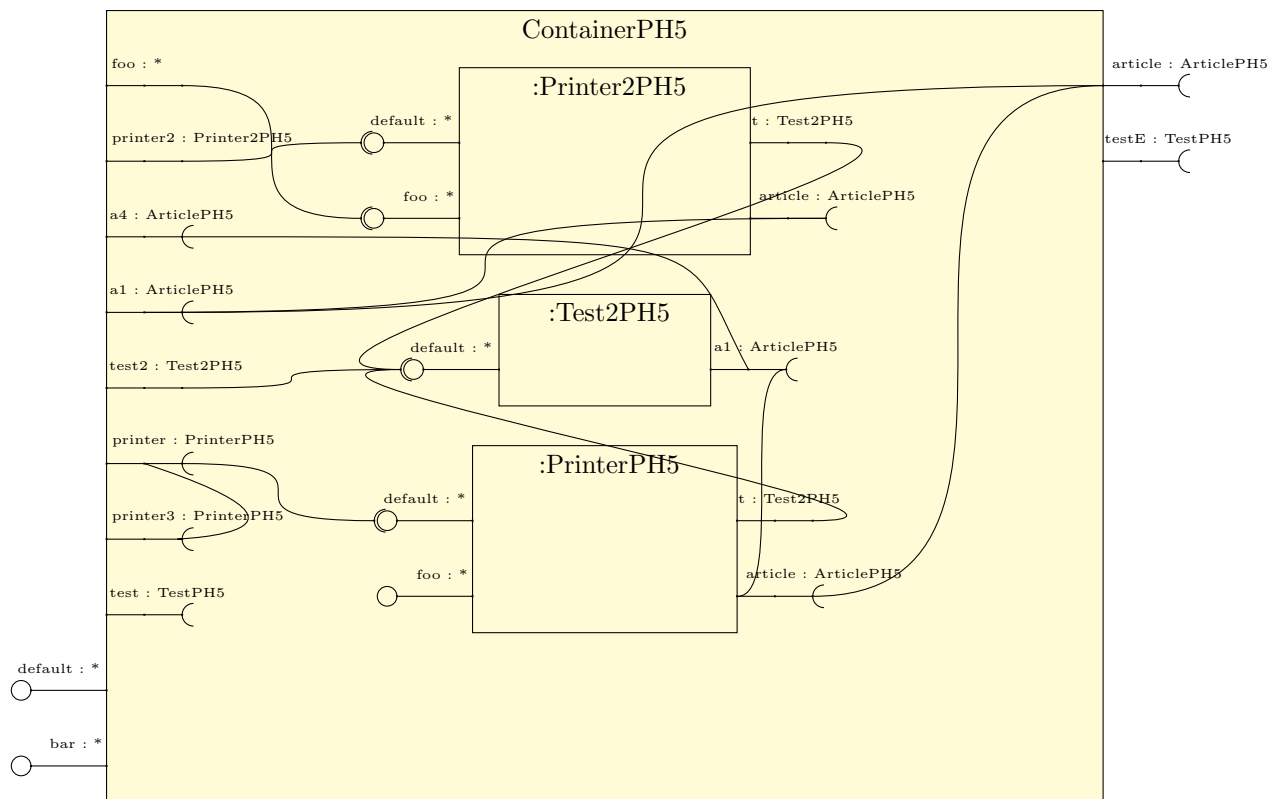 ContainerPH5
foo : *
article : ArticlePH5
:Printer2PH5
default : *
t : Test2PH5
printer2 : Printer2PH5
testE : TestPH5
foo : *
article : ArticlePH5
a4 : ArticlePH5
a1 : ArticlePH5
:Test2PH5
default : *
a1 : ArticlePH5
test2 : Test2PH5
printer : PrinterPH5
:PrinterPH5
default : *
t : Test2PH5
printer3 : PrinterPH5
foo : *
article : ArticlePH5
test : TestPH5
default : *
bar : *